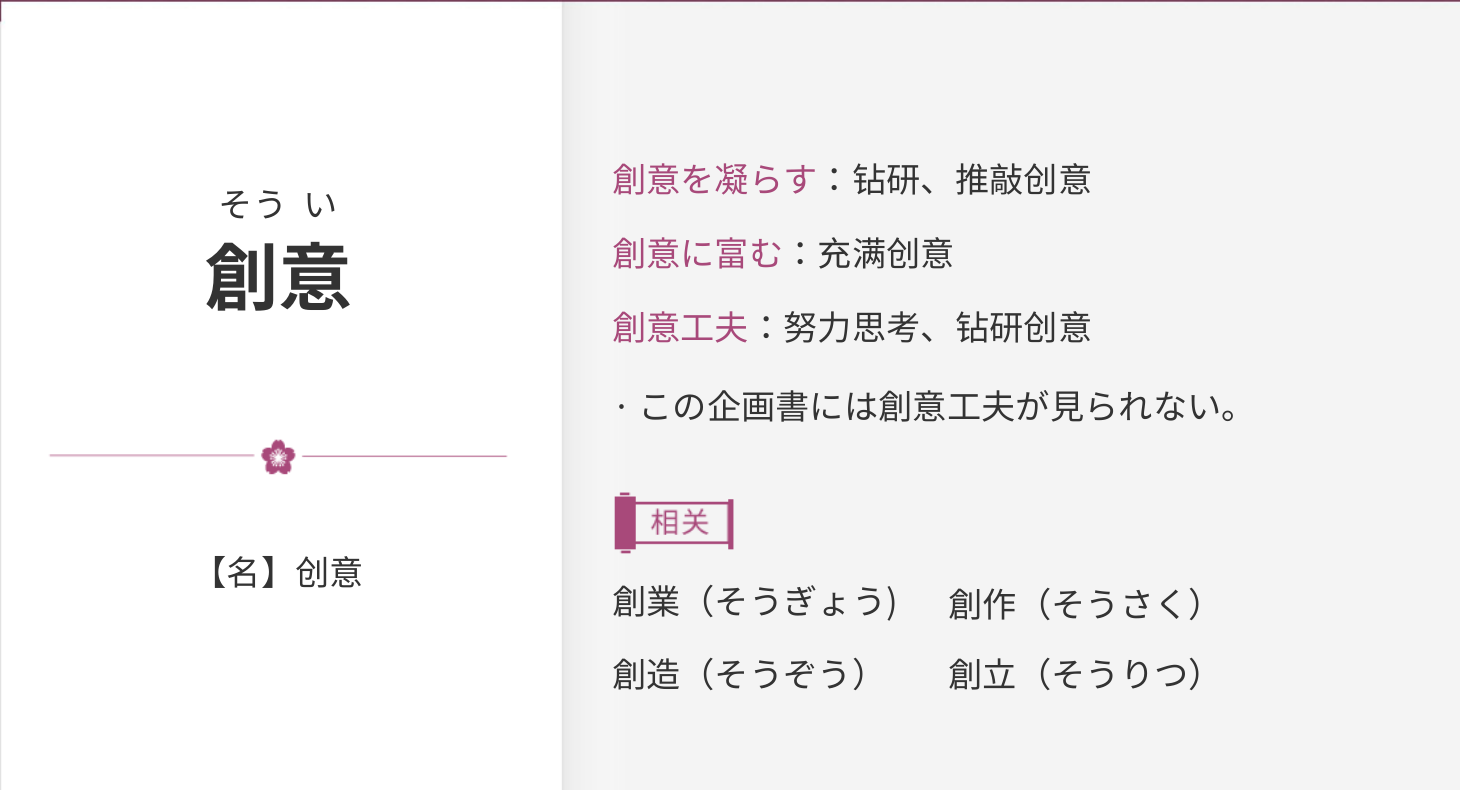 そう い
創意
【名】创意
創意を凝らす：钻研、推敲创意
創意に富む：充满创意
創意工夫：努力思考、钻研创意
· この企画書には創意工夫が見られない。
相关
創業（そうぎょう) 創作（そうさく）
創造（そうぞう） 創立（そうりつ）